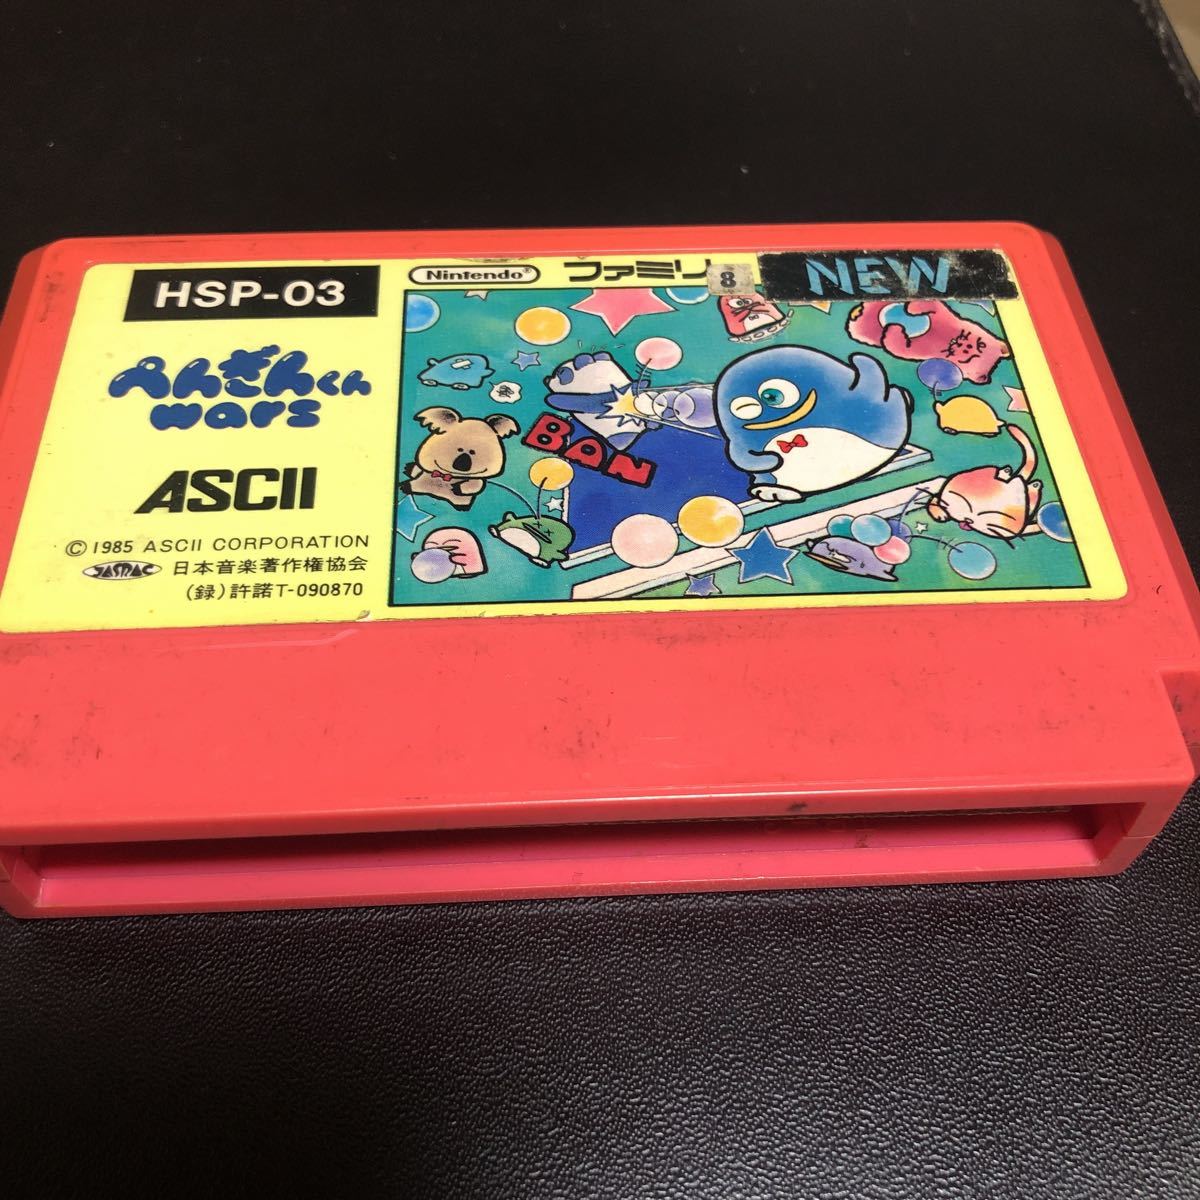 HSP-03
Nintendo®
ファミリ
8
NEW
ぺんぎんくん
wars
ASCII
© 1985 ASCII CORPORATION
JASRAC 日本音楽著作権協会
(録)許諾T-090870
BAN